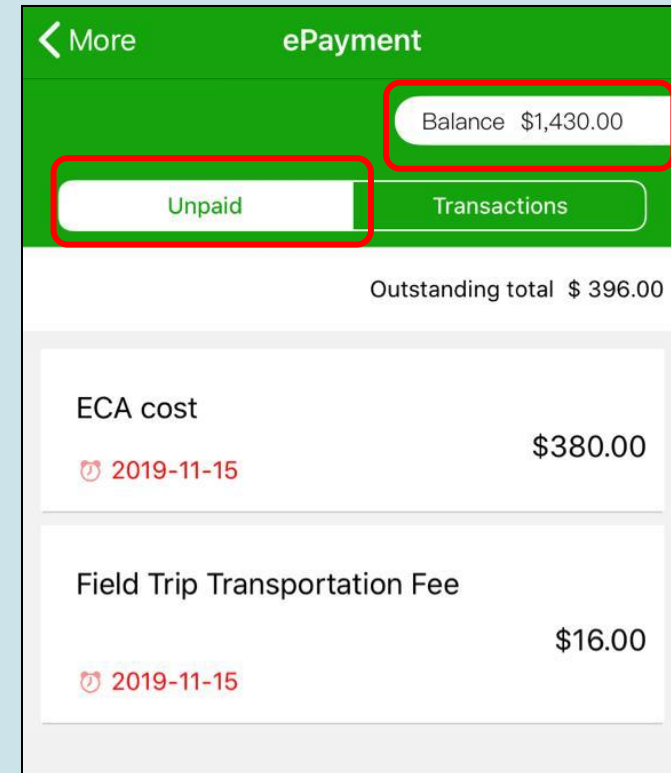 More ePayment
Balance $1,430.00
Unpaid Transactions
Outstanding total $ 396.00
ECA cost
$380.00
2019-11-15
Field Trip Transportation Fee
$16.00
2019-11-15